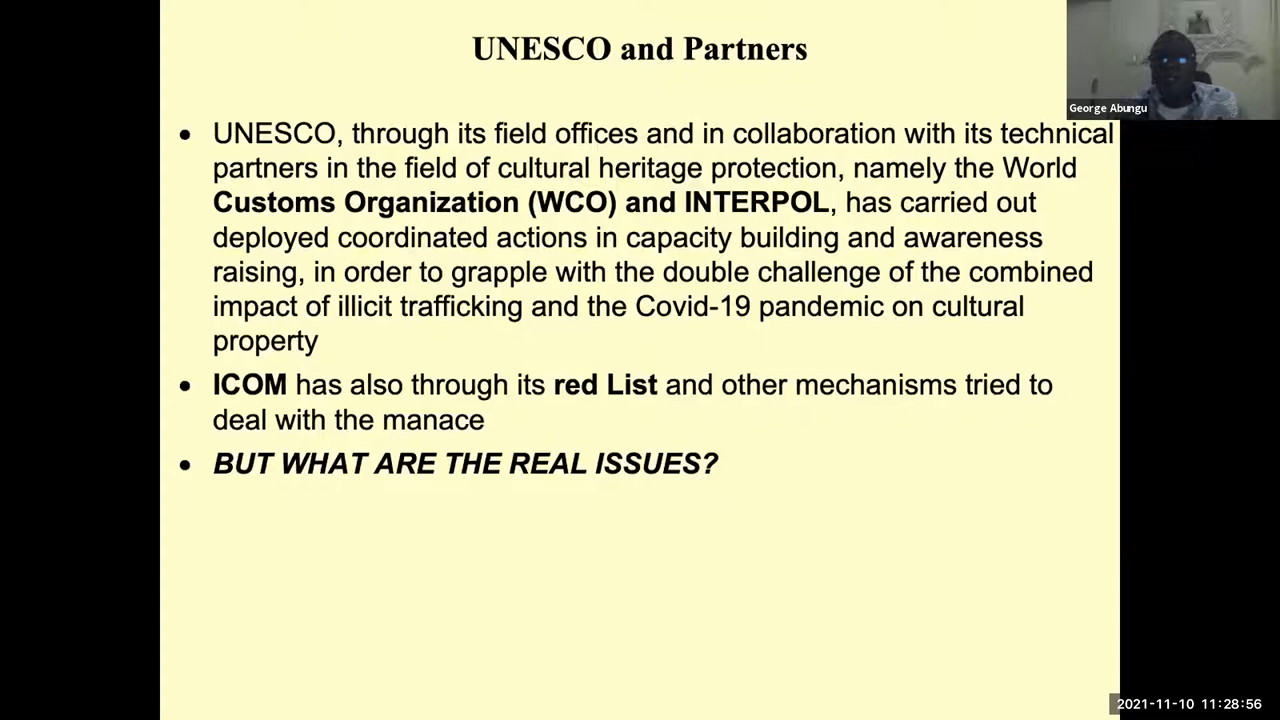 UNESCO and Partners
George Abungu
• UNESCO, through its field offices and in collaboration with its technical
partners in the field of cultural heritage protection, namely the World
Customs Organization (WCO) and INTERPOL, has carried out
deployed coordinated actions in capacity building and awareness
raising, in order to grapple with the double challenge of the combined
impact of illicit trafficking and the Covid-19 pandemic on cultural
property
• ICOM has also through its red List and other mechanisms tried to
deal with the manace
• BUT WHAT ARE THE REAL ISSUES?
2021-11-10 11:28:56